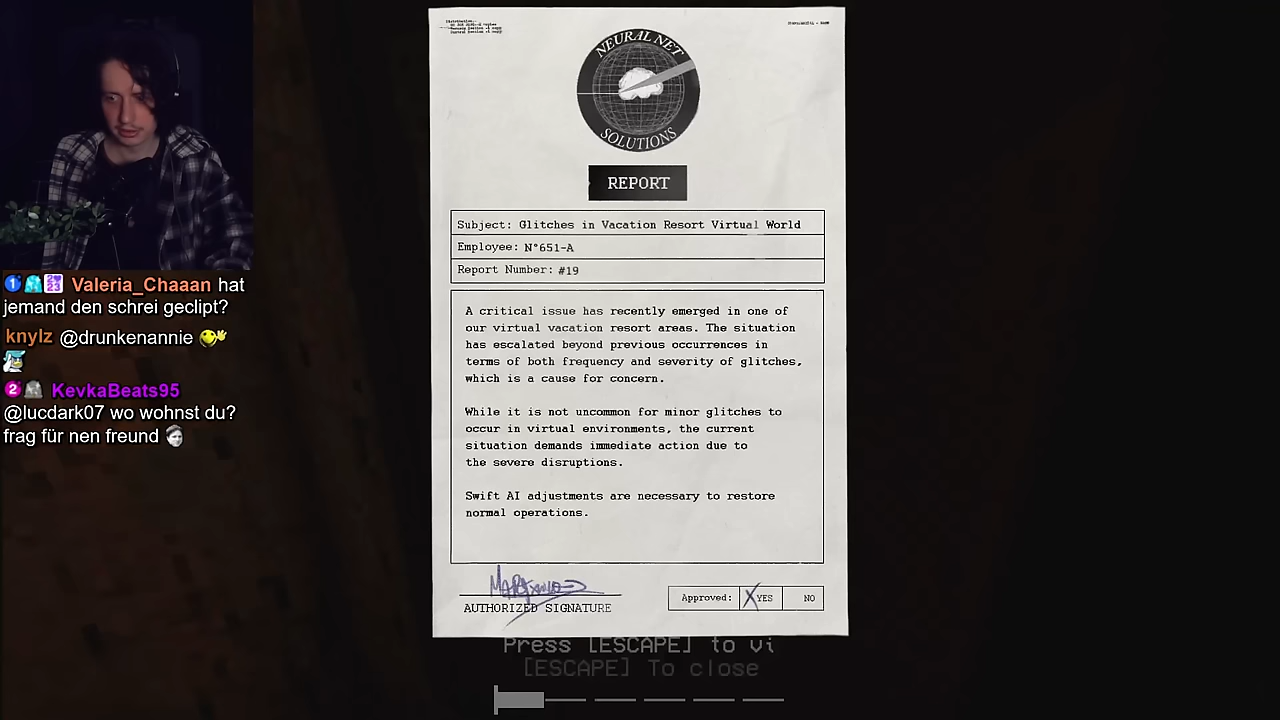 NEURAL NET
SOLUTIONS
REPORT
Subject: Glitches in Vacation Resort Virtual World
Employee: N°651-A
Report Number: #19
Valeria_Chaaan hat
jemand den schrei geclipt?
knylz @drunkenannie
KevkaBeats95
@lucdark07 wo wohnst du?
frag für nen freund
A critical issue has recently emerged in one of
our virtual vacation resort areas. The situation
has escalated beyond previous occurrences in
terms of both frequency and severity of glitches,
which is a cause for concern.
While it is not uncommon for minor glitches to
occur in virtual environments, the current
situation demands immediate action due to
the severe disruptions.
Swift AI adjustments are necessary to restore
normal operations.
AUTHORIZED SIGNATURE
Approved: X YES NO
Press [ESCAPE] to vi
[ESCAPE] To close